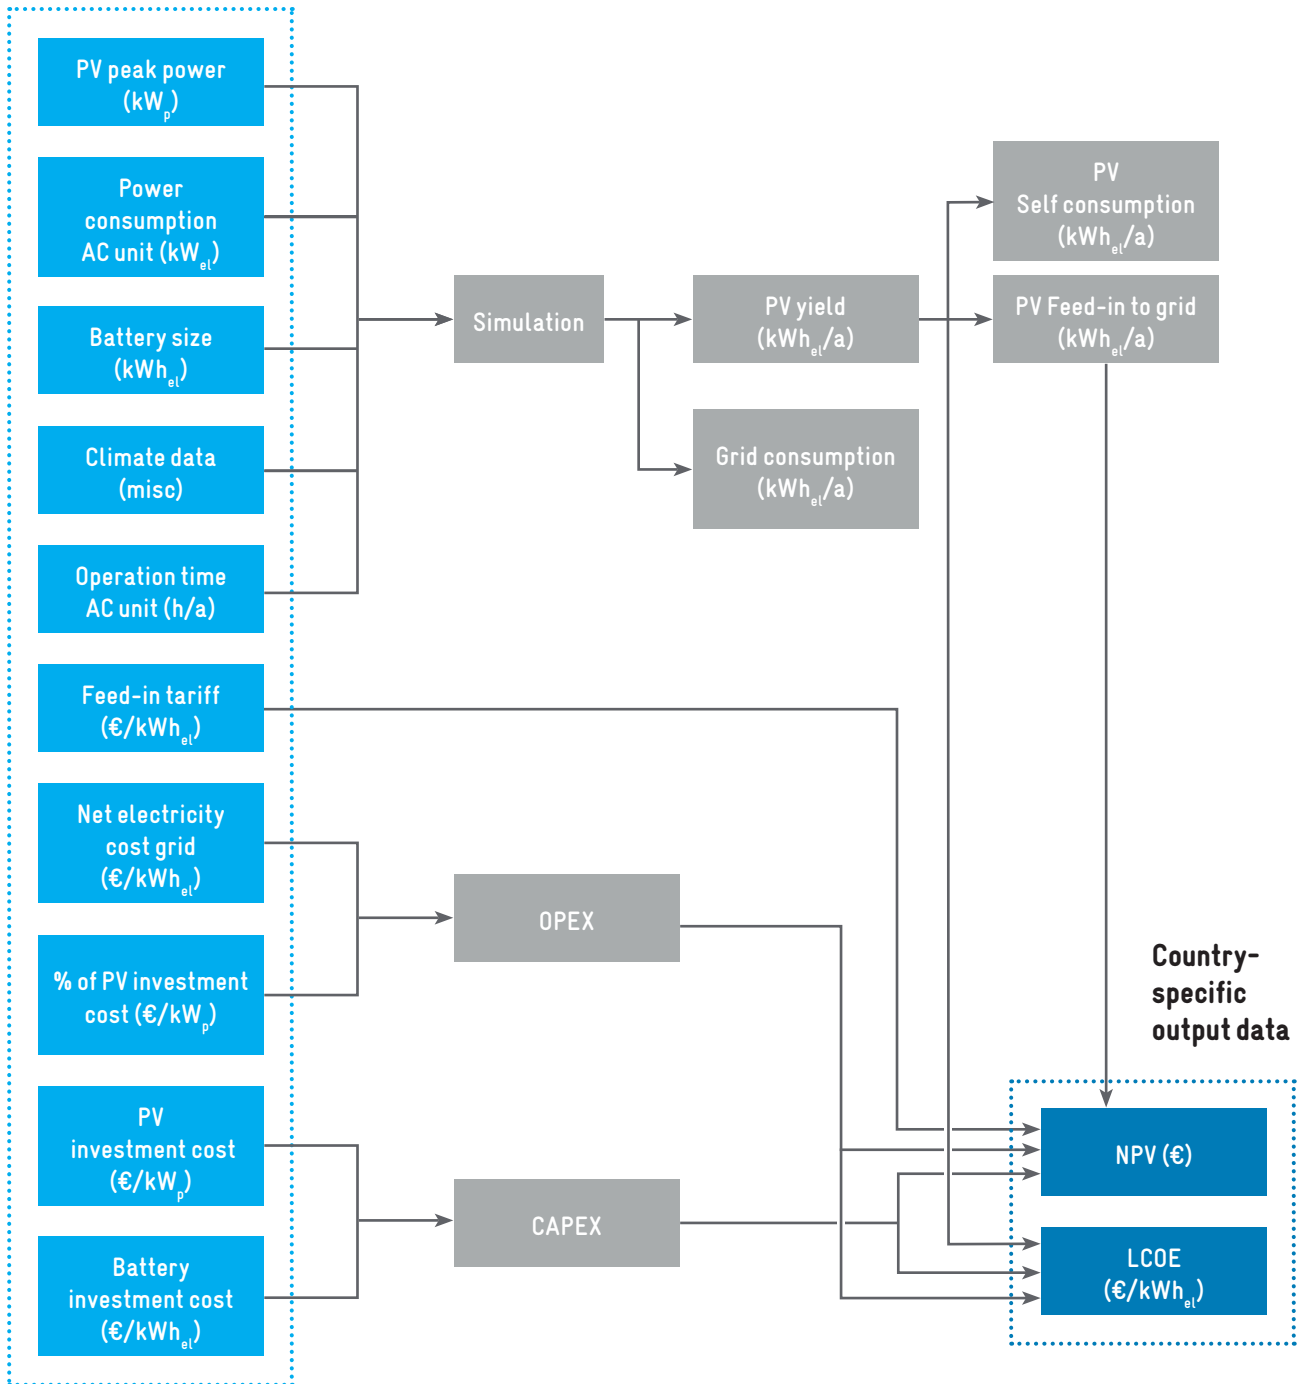 PV peak power
(kWp)
Power
consumption
AC unit (kWel)
Battery size
(kWhel)
Climate data
(misc)
Operation time
AC unit (h/a)
Feed-in tariff
(€/kWhel)
Net electricity
cost grid
(€/kWhel)
% of PV investment
cost (€/kWp)
PV
investment cost
(€/kWp)
Battery
investment cost
(€/kWhel)
Simulation
OPEX
CAPEX
PV yield
(kWhel/a)
Grid consumption
(kWhel/a)
PV
Self consumption
(kWhel/a)
PV Feed-in to grid
(kWhel/a)
Country-
specific
output data
NPV (€)
LCOE
(€/kWhel)